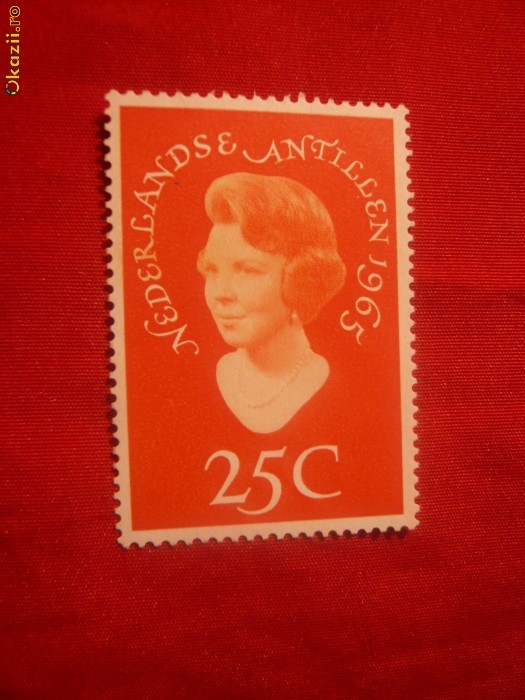 Okazii.ro
NEDERLANDSE ANTILLEN 1965
25C